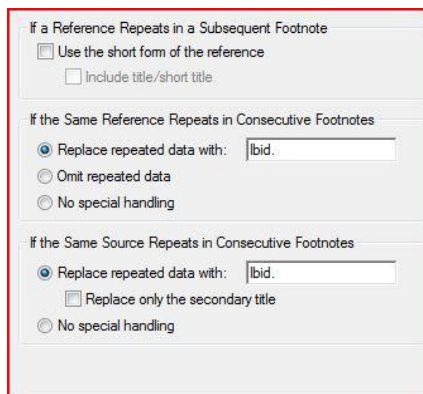 If a Reference Repeats in a Subsequent Footnote
Use the short form of the reference
Include title/short title
If the Same Reference Repeats in Consecutive Footnotes
Replace repeated data with: Ibid.
Omit repeated data
No special handling
If the Same Source Repeats in Consecutive Footnotes
Replace repeated data with: Ibid.
Replace only the secondary title
No special handling